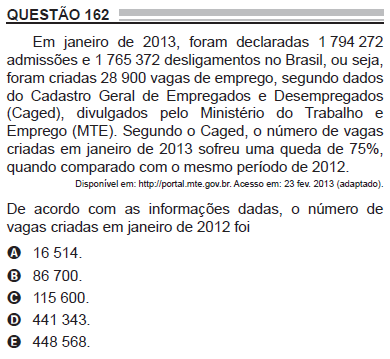 QUESTÃO 162
Em janeiro de 2013, foram declaradas 1 794 272
admissões e 1 765 372 desligamentos no Brasil, ou seja,
foram criadas 28 900 vagas de emprego, segundo dados
do Cadastro Geral de Empregados e Desempregados
(Caged), divulgados pelo Ministério do Trabalho e
Emprego (MTE). Segundo o Caged, o número de vagas
criadas em janeiro de 2013 sofreu uma queda de 75%,
quando comparado com o mesmo período de 2012.
Disponível em: http://portal.mte.gov.br. Acesso em: 23 fev. 2013 (adaptado).
De acordo com as informações dadas, o número de
vagas criadas em janeiro de 2012 foi
A 16 514.
B 86 700.
C 115 600.
D 441 343.
E 448 568.